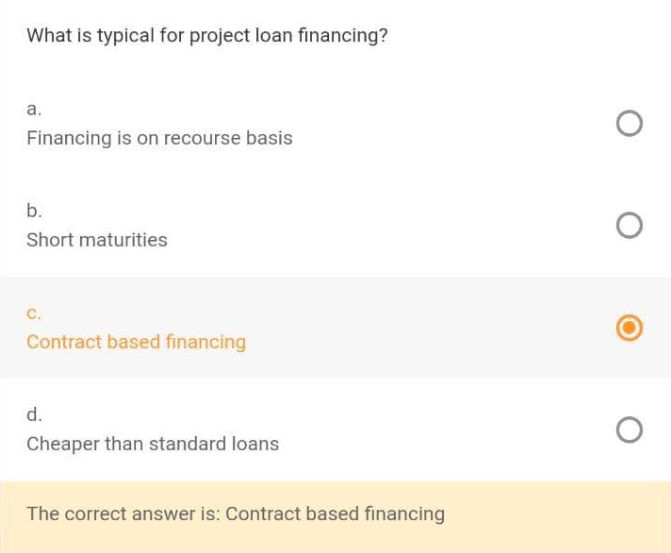 What is typical for project loan financing?
a.
Financing is on recourse basis
b.
Short maturities
c.
Contract based financing
d.
Cheaper than standard loans
The correct answer is: Contract based financing